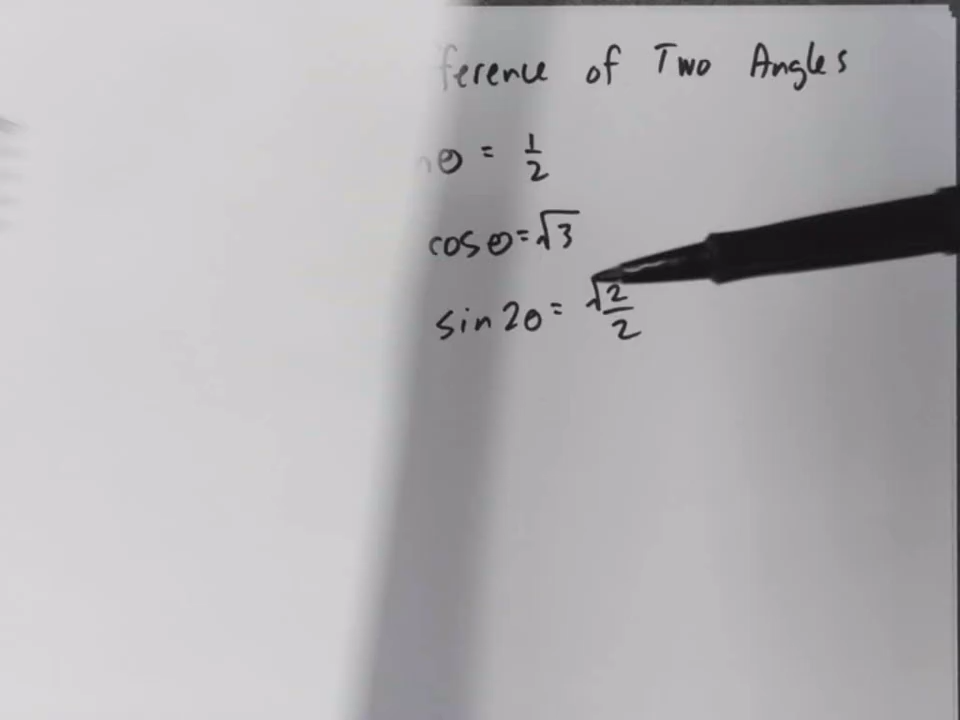 ference of Two Angles
θ = 1/2
cos θ = √3
sin 2θ = √2/2